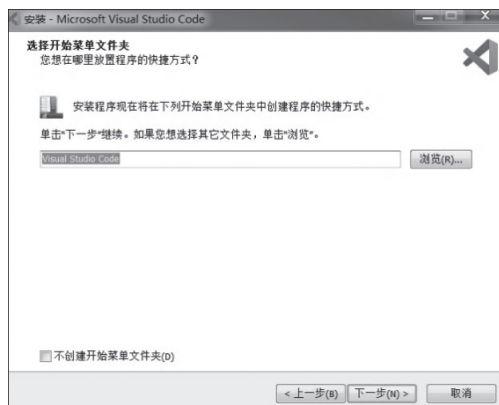 安装 - Microsoft Visual Studio Code
选择开始菜单文件夹
您想在哪里放置程序的快捷方式？
安装程序现在将在下列开始菜单文件夹中创建程序的快捷方式。
单击“下一步”继续。如果您想选择其它文件夹，单击“浏览”。
Visual Studio Code
浏览(R)...
不创建开始菜单文件夹(D)
< 上一步(B)
下一步(N) >
取消